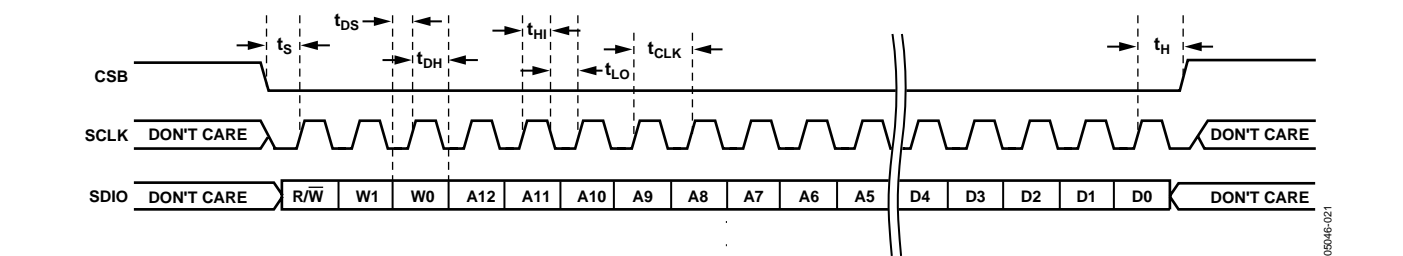 tDS
tS tHI tCLK tH
tDH tLO
CSB
SCLK DON'T CARE DON'T CARE
SDIO DON'T CARE R/W̅ W1 W0 A12 A11 A10 A9 A8 A7 A6 A5 D4 D3 D2 D1 D0 DON'T CARE
05046-021